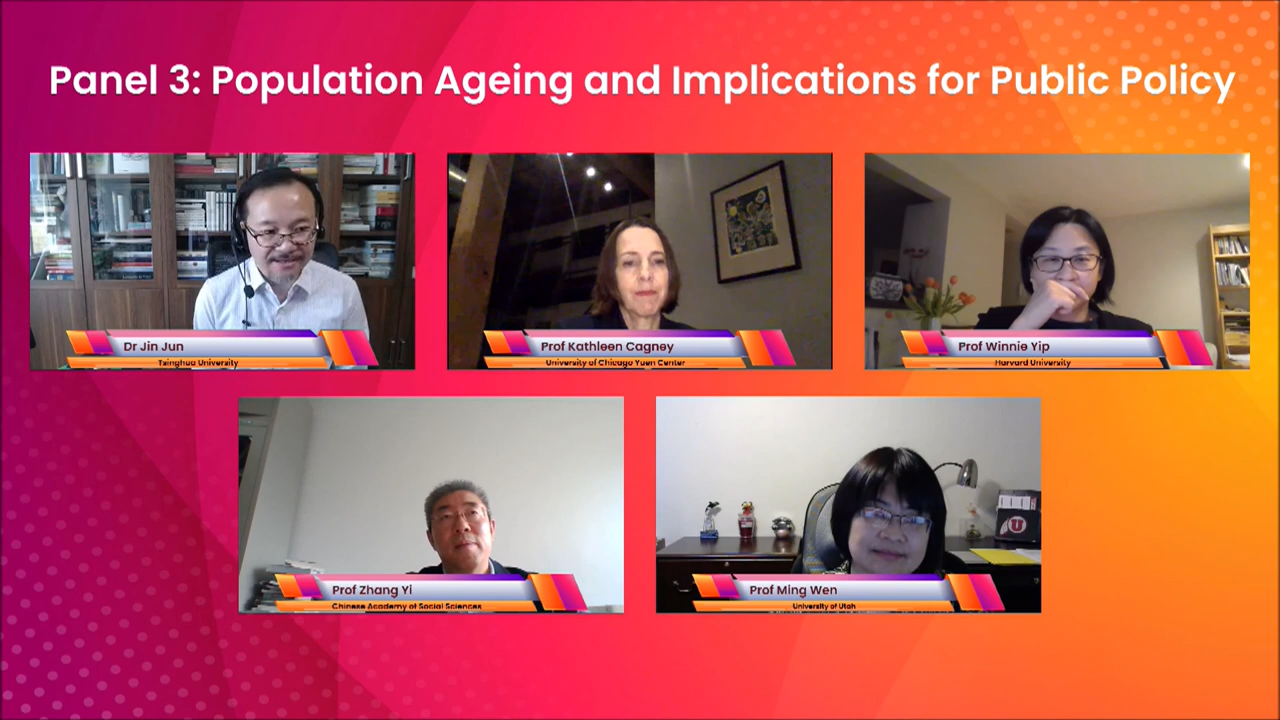 Panel 3: Population Ageing and Implications for Public Policy
Dr Jin Jun
Tsinghua University
Prof Kathleen Cagney
University of Chicago Yuen Center
Prof Winnie Yip
Harvard University
Prof Zhang Yi
Chinese Academy of Social Sciences
Prof Ming Wen
University of Utah
U